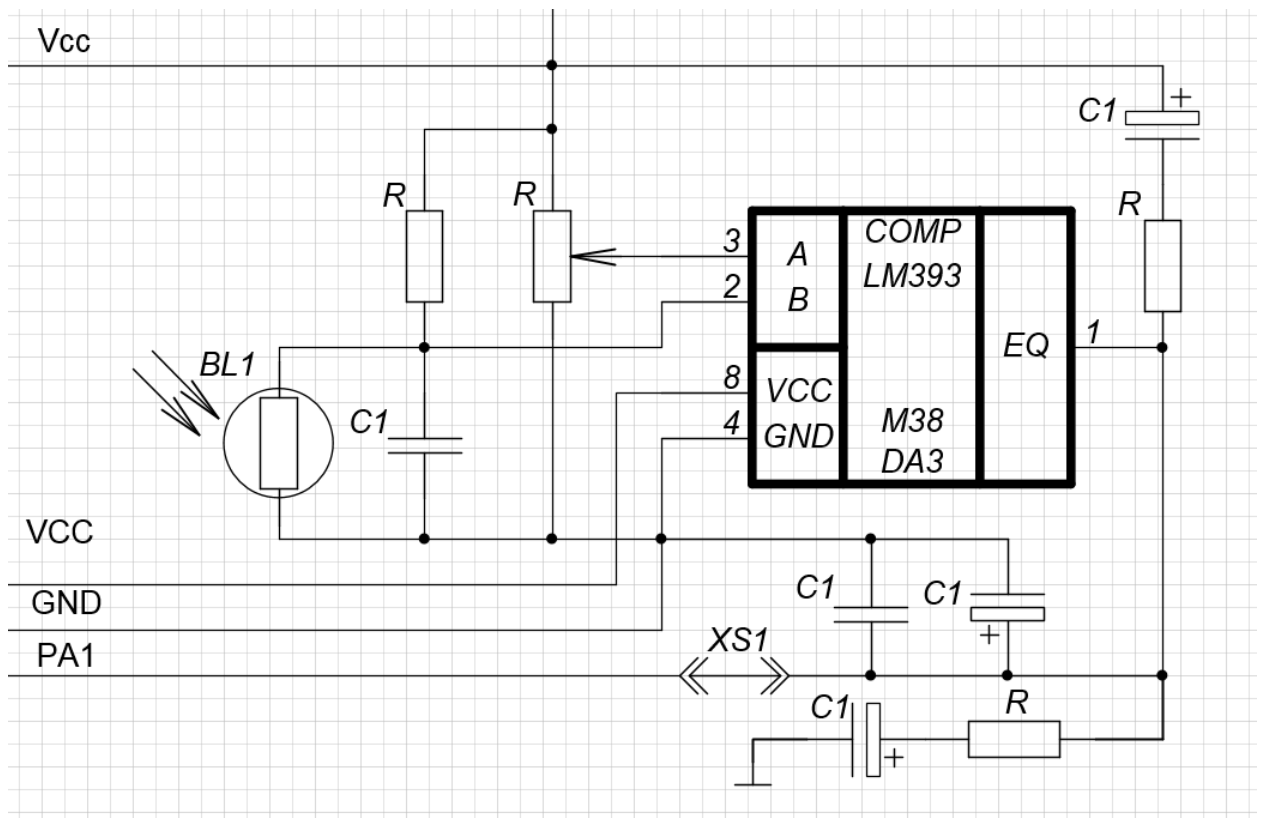 Vcc
C1
+
R
R
R
3
A
COMP
LM393
2
B
EQ
1
BL1
C1
8
VCC
M38
4
GND
DA3
VCC
GND
C1
C1
+
PA1
XS1
C1
+
R